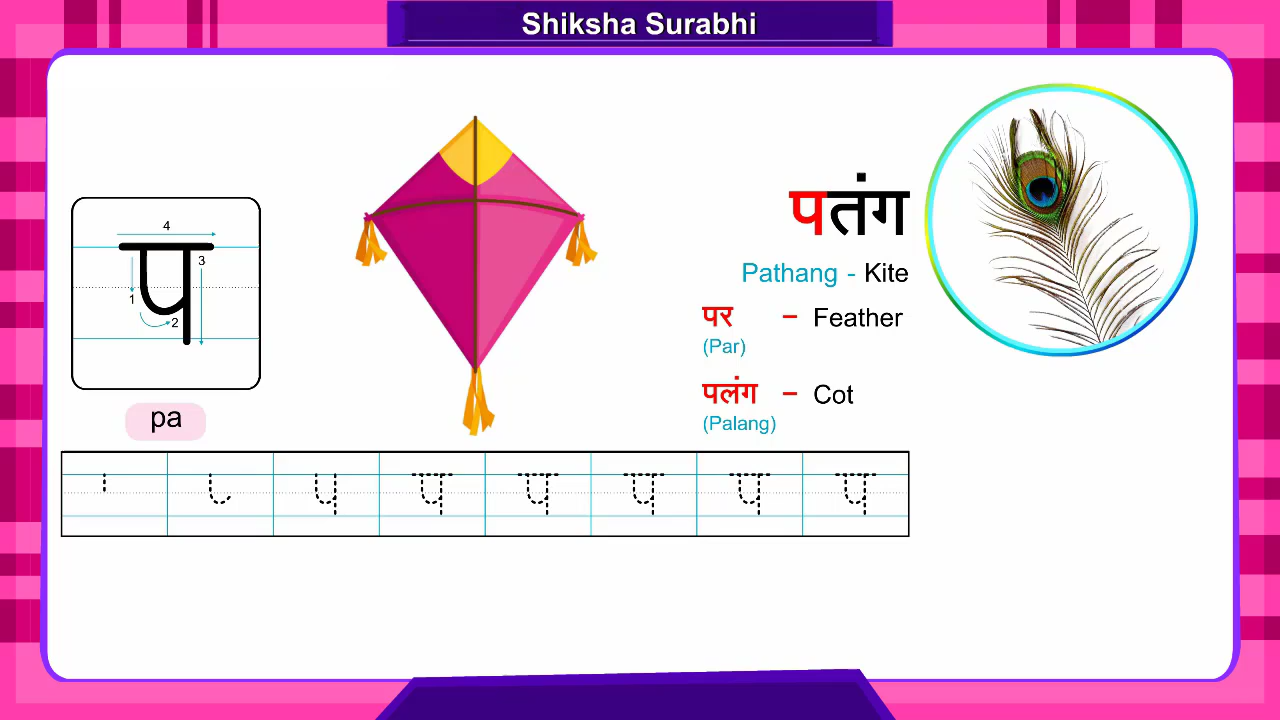 Shiksha Surabhi
4
3
1
2
प
pa
पतंग
Pathang - Kite
पर – Feather
(Par)
पलंग – Cot
(Palang)
प प प प प